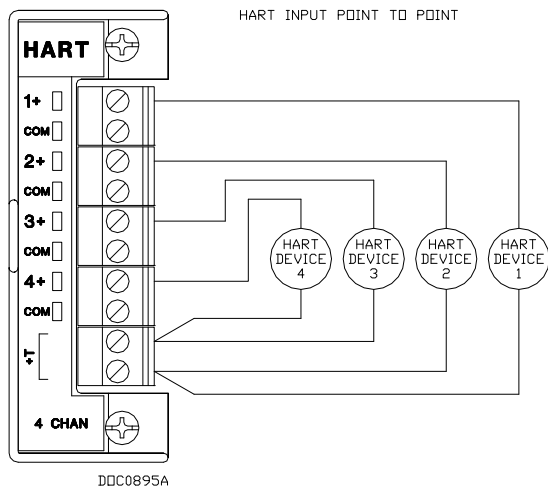 HART INPUT POINT TO POINT
HART
1+
COM
2+
COM
3+
COM
4+
COM
+T
4 CHAN
HART
DEVICE
4
HART
DEVICE
3
HART
DEVICE
2
HART
DEVICE
1
DOC0895A